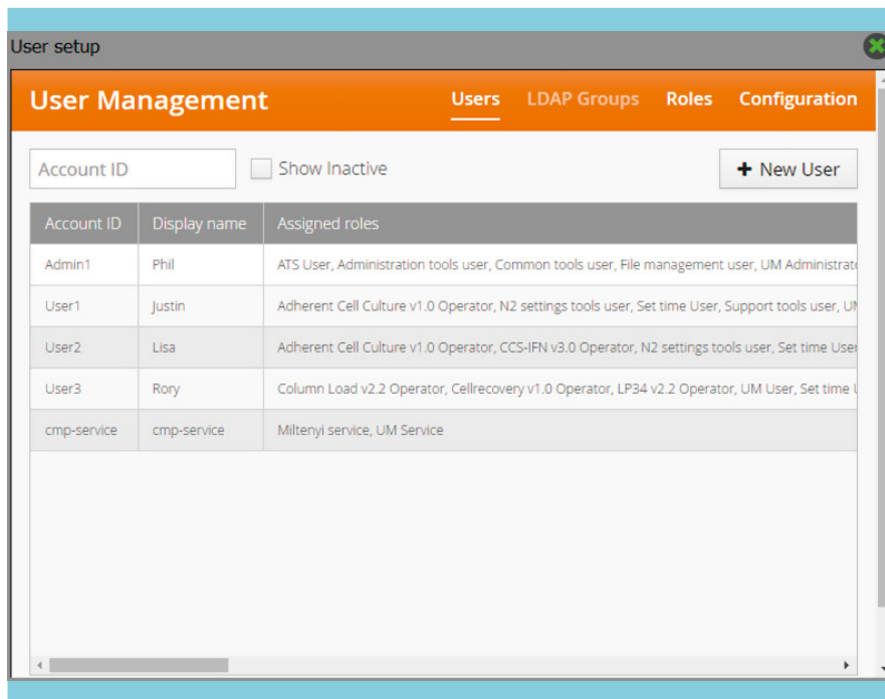 User setup
User Management Users LDAP Groups Roles Configuration
Account ID Show Inactive + New User
Account ID Display name Assigned roles
Admin1 Phil ATS User, Administration tools user, Common tools user, File management user, UM Administrat
User1 Justin Adherent Cell Culture v1.0 Operator, N2 settings tools user, Set time User, Support tools user, UM
User2 Lisa Adherent Cell Culture v1.0 Operator, CCS-IFN v3.0 Operator, N2 settings tools user, Set time User
User3 Rory Column Load v2.2 Operator, Cellrecovery v1.0 Operator, LP34 v2.2 Operator, UM User, Set time
cmp-service cmp-service Miltenyi service, UM Service